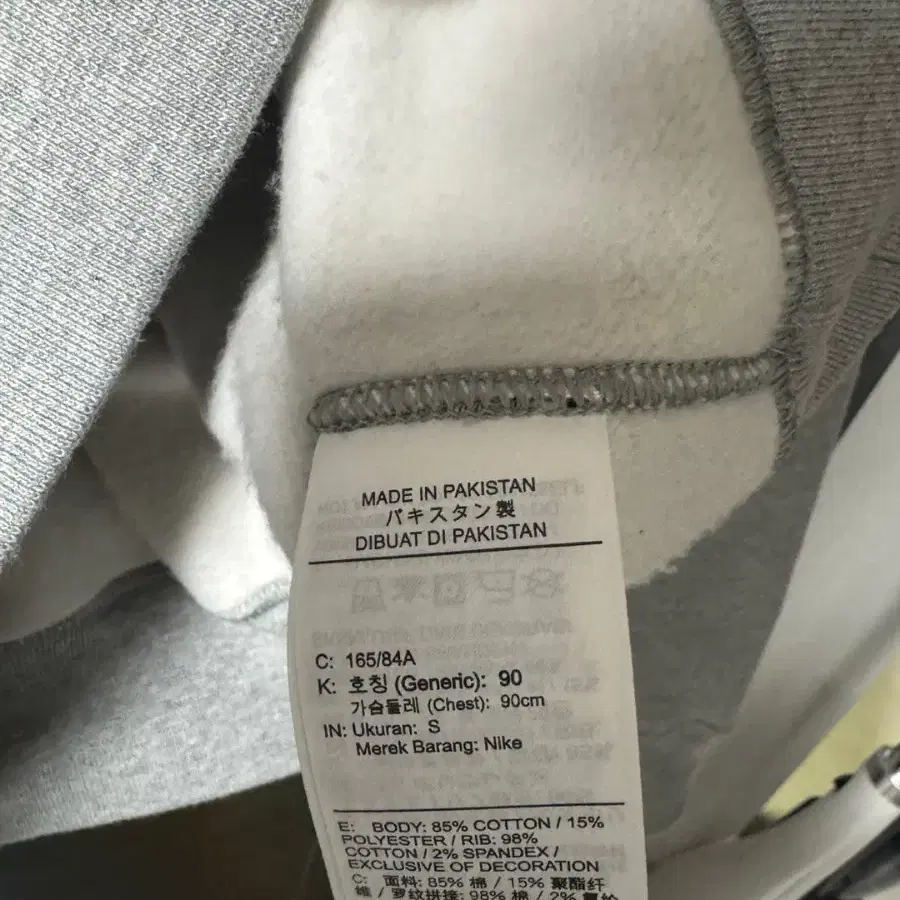 MADE IN PAKISTAN
パキスタン製
DIBUAT DI PAKISTAN
C: 165/84A
K: 호칭 (Generic): 90
가슴둘레 (Chest): 90cm
IN: Ukuran: S
Merek Barang: Nike
E: BODY: 85% COTTON / 15%
POLYESTER / RIB: 98%
COTTON / 2% SPANDEX /
EXCLUSIVE OF DECORATION
C: 面料: 85% 棉 / 15% 聚酯纤
维 / 罗纹拼接: 98% 棉 / 2%